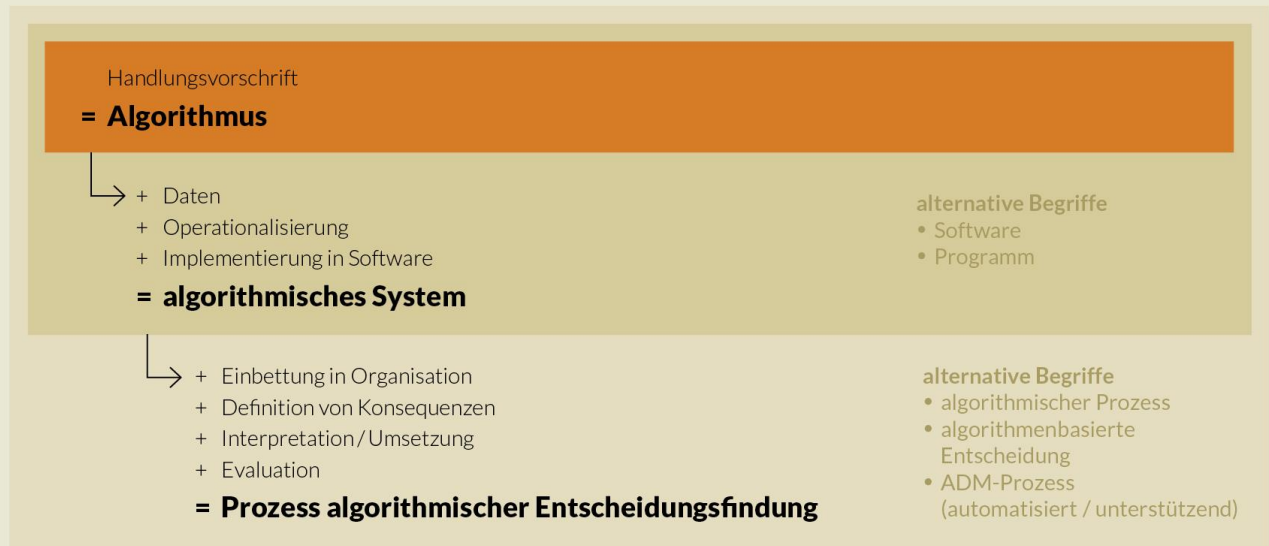 Handlungsvorschrift
= Algorithmus
+ Daten
+ Operationalisierung
+ Implementierung in Software
= algorithmisches System
alternative Begriffe
• Software
• Programm
+ Einbettung in Organisation
+ Definition von Konsequenzen
+ Interpretation / Umsetzung
+ Evaluation
= Prozess algorithmischer Entscheidungsfindung
alternative Begriffe
• algorithmischer Prozess
• algorithmenbasierte
Entscheidung
• ADM-Prozess
(automatisiert / unterstützend)